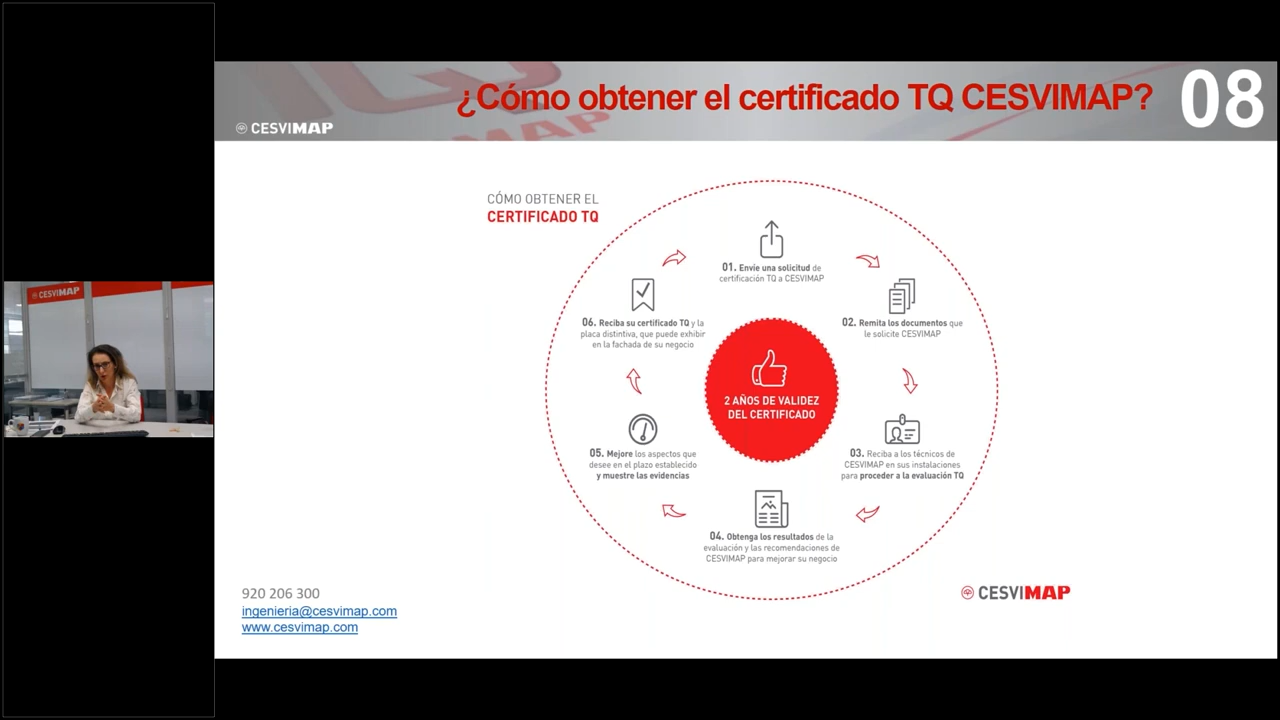 ¿Cómo obtener el certificado TQ CESVIMAP?
08
CESVIMAP
CÓMO OBTENER EL
CERTIFICADO TQ
01. Envíe una solicitud de
certificación TQ a CESVIMAP
02. Remita los documentos que
le solicite CESVIMAP
03. Reciba a los técnicos de
CESVIMAP en sus instalaciones
para proceder a la evaluación TQ
04. Obtenga los resultados de la
evaluación y las recomendaciones de
CESVIMAP para mejorar su negocio
05. Mejore los aspectos que
desee en el plazo establecido
y muestre las evidencias
06. Reciba su certificado TQ y la
placa distintiva, que puede exhibir
en la fachada de su negocio
2 AÑOS DE VALIDEZ
DEL CERTIFICADO
920 206 300
ingenieria@cesvimap.com
www.cesvimap.com
CESVIMAP
CESVIMAP